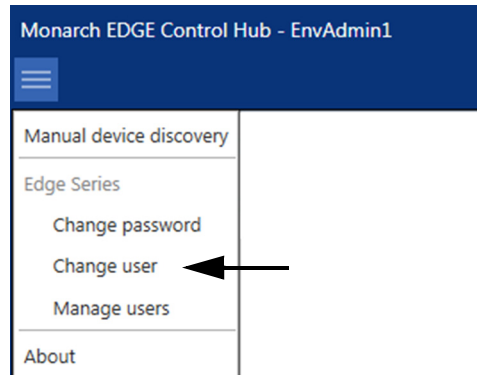 Monarch EDGE Control Hub - EnvAdmin1
Manual device discovery
Edge Series
Change password
Change user
Manage users
About